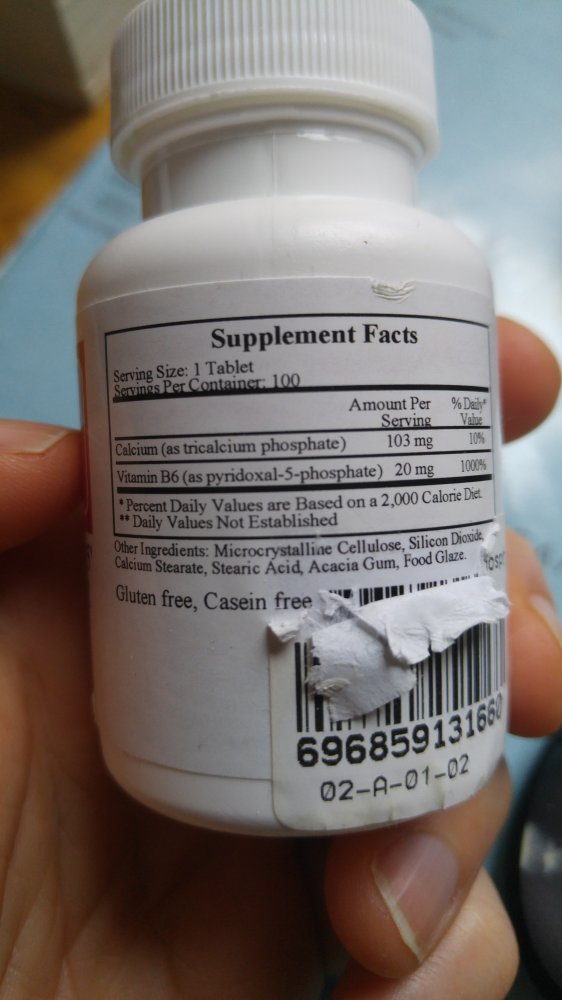 Supplement Facts
Serving Size: 1 Tablet
Servings Per Container: 100
Amount Per Serving
% Daily* Value
Calcium (as tricalcium phosphate) 103 mg 10%
Vitamin B6 (as pyridoxal-5-phosphate) 20 mg 1000%
* Percent Daily Values are Based on a 2,000 Calorie Diet.
** Daily Values Not Established
Other Ingredients: Microcrystalline Cellulose, Silicon Dioxide,
Calcium Stearate, Stearic Acid, Acacia Gum, Food Glaze.
Gluten free, Casein free
696859131660
02-A-01-02